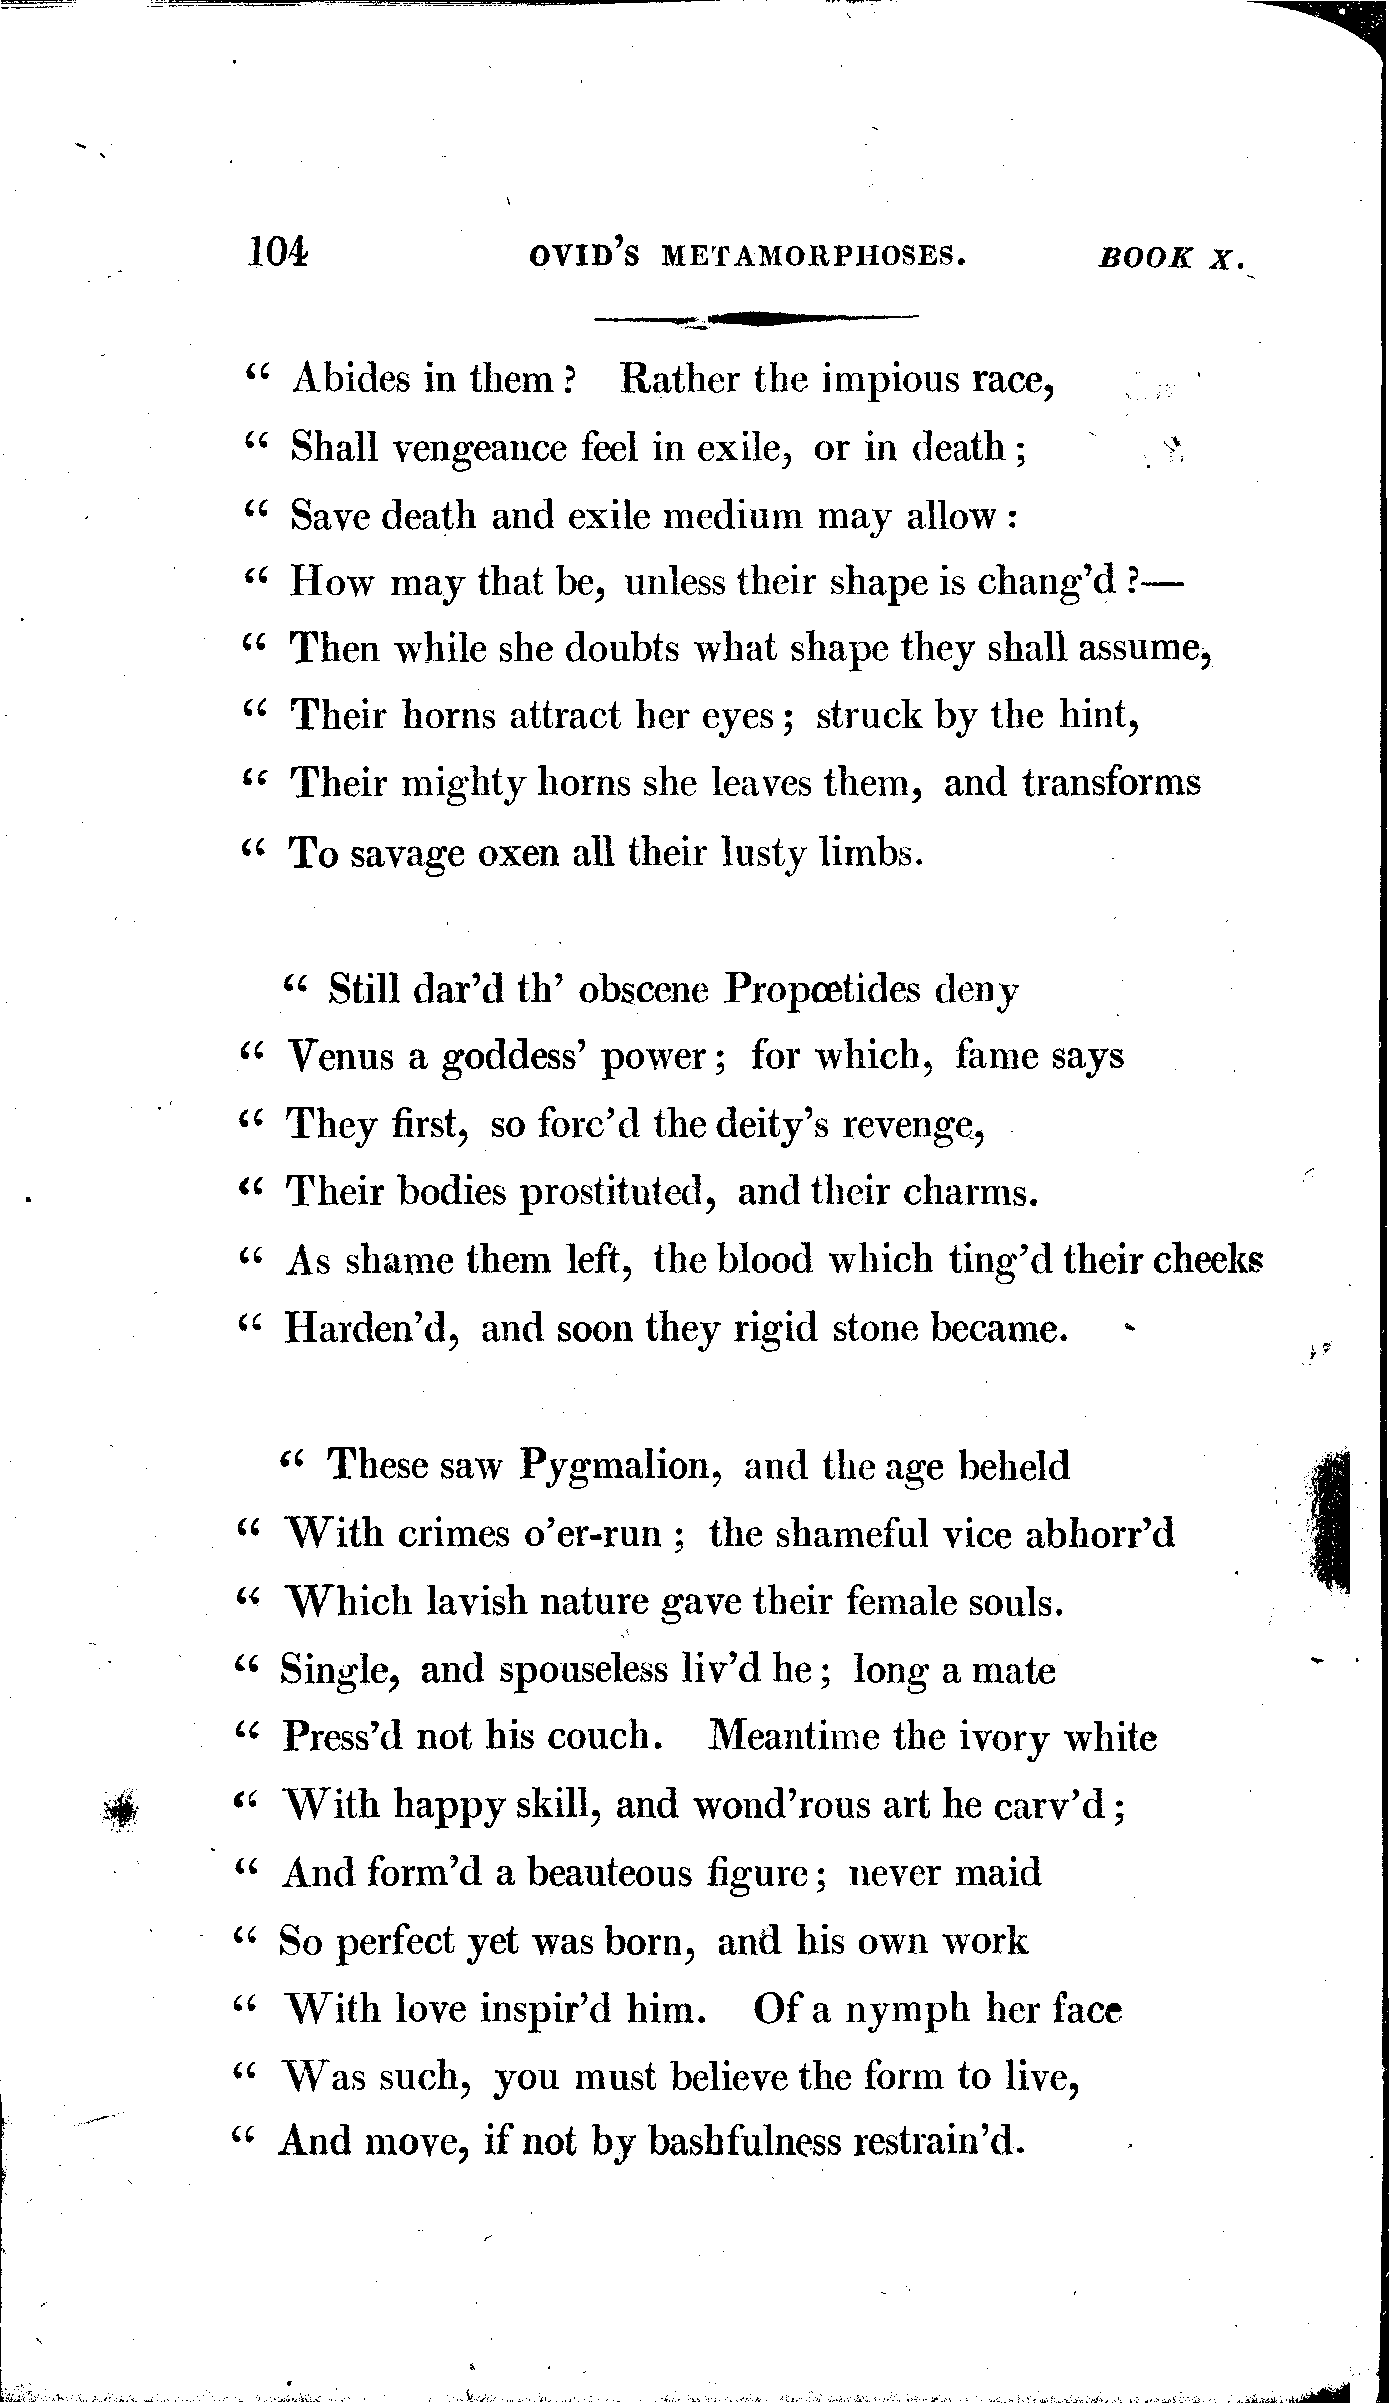 104 OVID'S METAMORPHOSES. BOOK X.
“ Abides in them ? Rather the impious race,
“ Shall vengeance feel in exile, or in death ;
“ Save death and exile medium may allow :
“ How may that be, unless their shape is chang'd ?—
“ Then while she doubts what shape they shall assume,
“ Their horns attract her eyes ; struck by the hint,
“ Their mighty horns she leaves them, and transforms
“ To savage oxen all their lusty limbs.
“ Still dar'd th' obscene Propœtides deny
“ Venus a goddess' power ; for which, fame says
“ They first, so forc'd the deity's revenge,
“ Their bodies prostituted, and their charms.
“ As shame them left, the blood which ting'd their cheeks
“ Harden'd, and soon they rigid stone became.
“ These saw Pygmalion, and the age beheld
“ With crimes o'er-run ; the shameful vice abhorr'd
“ Which lavish nature gave their female souls.
“ Single, and spouseless liv'd he ; long a mate
“ Press'd not his couch. Meantime the ivory white
“ With happy skill, and wond'rous art he carv'd ;
“ And form'd a beauteous figure ; never maid
“ So perfect yet was born, and his own work
“ With love inspir'd him. Of a nymph her face
“ Was such, you must believe the form to live,
“ And move, if not by bashfulness restrain'd.